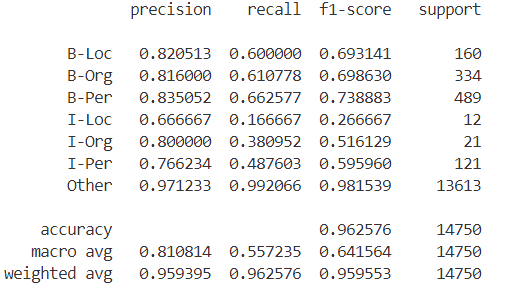 precision recall f1-score support
B-Loc 0.820513 0.600000 0.693141 160
B-Org 0.816000 0.610778 0.698630 334
B-Per 0.835052 0.662577 0.738883 489
I-Loc 0.666667 0.166667 0.266667 12
I-Org 0.800000 0.380952 0.516129 21
I-Per 0.766234 0.487603 0.595960 121
Other 0.971233 0.992066 0.981539 13613
accuracy 0.962576 14750
macro avg 0.810814 0.557235 0.641564 14750
weighted avg 0.959395 0.962576 0.959553 14750